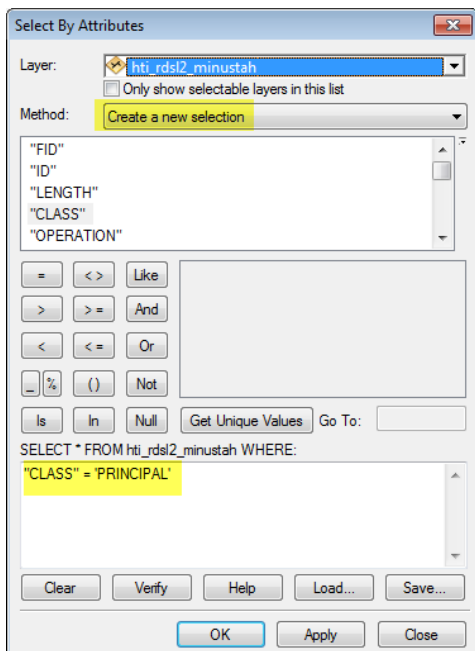 Select By Attributes
Layer: hti_rdsl2_minustah
Only show selectable layers in this list
Method: Create a new selection
"FID"
"ID"
"LENGTH"
"CLASS"
"OPERATION"
= < > Like
> > = And
< < = Or
_ % () Not
Is In Null Get Unique Values Go To:
SELECT * FROM hti_rdsl2_minustah WHERE:
"CLASS" = 'PRINCIPAL'
Clear Verify Help Load... Save...
OK Apply Close